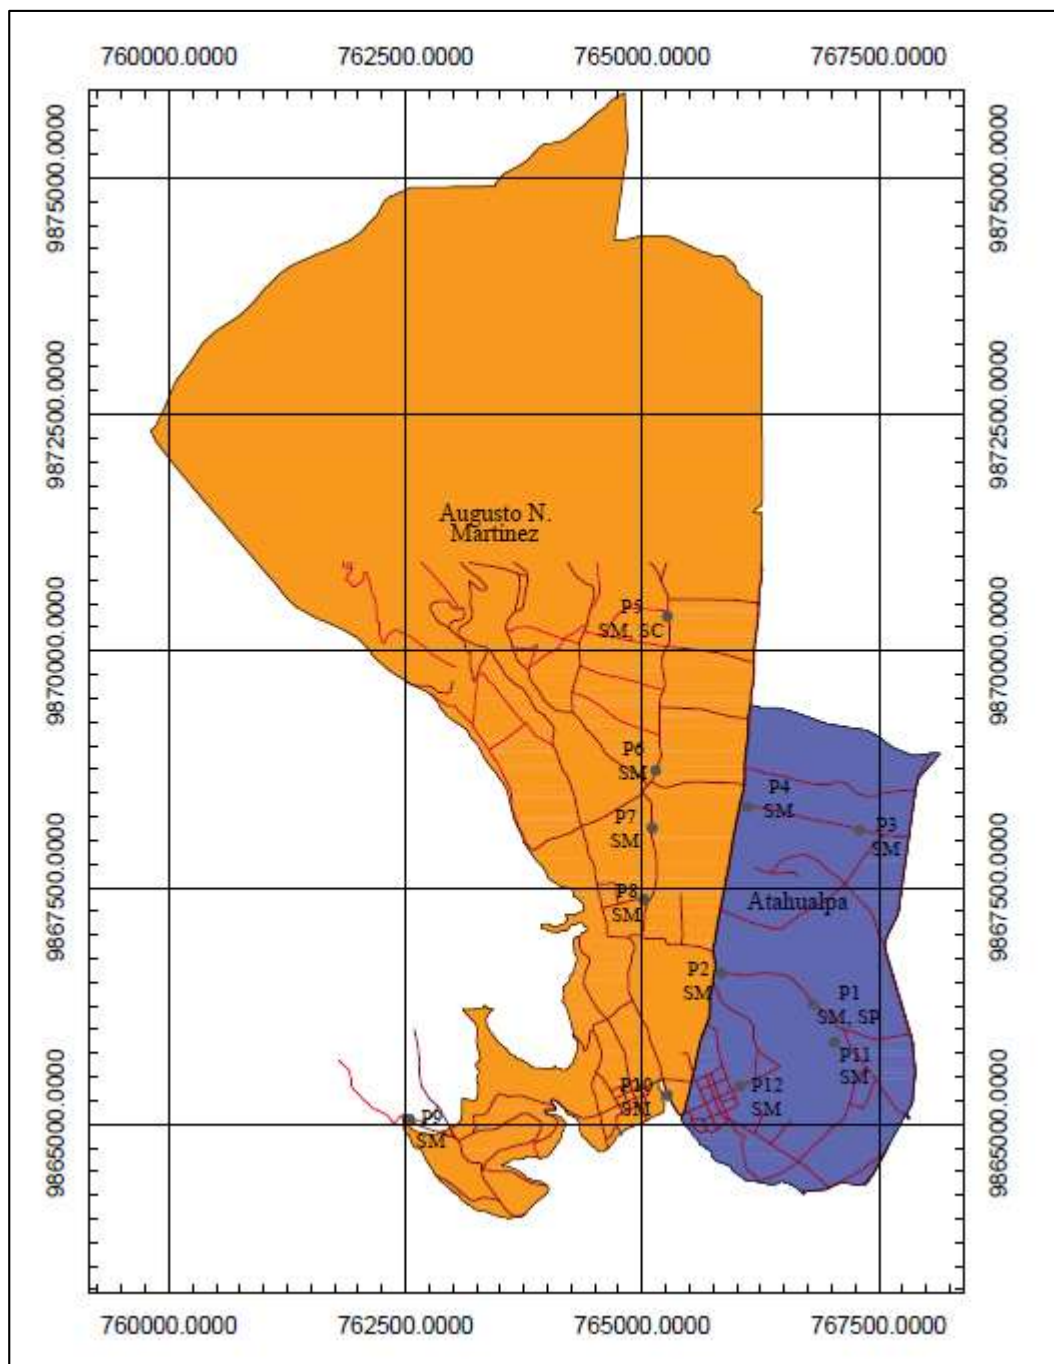 760000.0000 762500.0000 765000.0000 767500.0000
9875000.0000 9875000.0000
9872500.0000 9872500.0000
Augusto N.
Martinez
P5
SM, SC
9870000.0000 9870000.0000
P6
SM
P4
SM
P7
SM
P3
SM
9867500.0000 9867500.0000
P8
SM
Atahualpa
P2
SM
P1
SM, SP
P11
SM
P10
SM
P12
SM
P9
SM
9865000.0000 9865000.0000
760000.0000 762500.0000 765000.0000 767500.0000